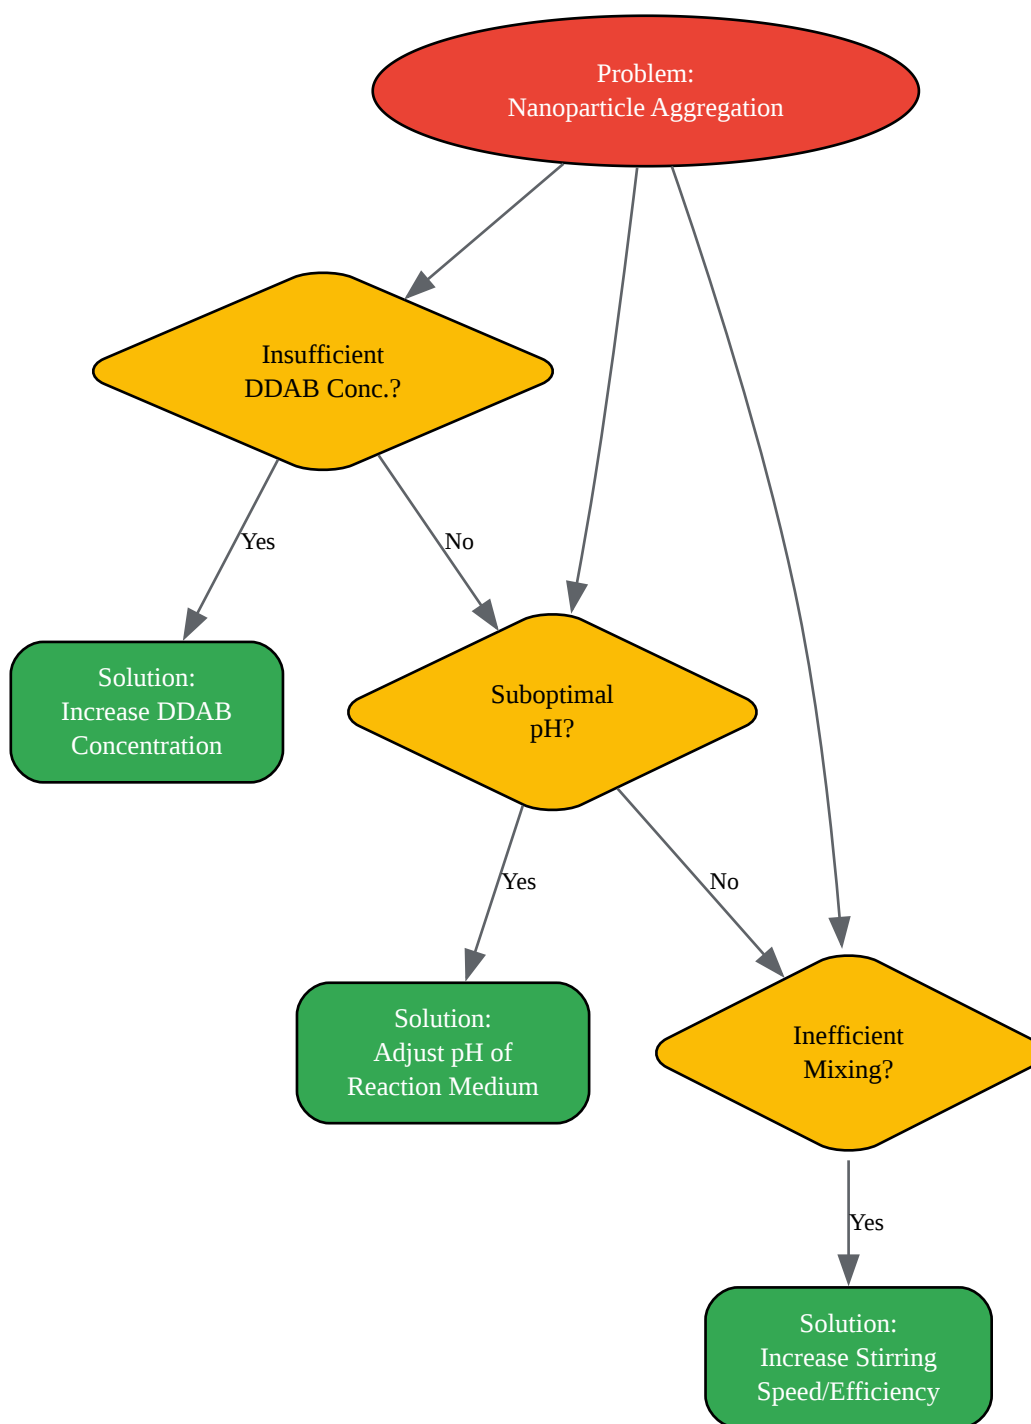 Problem:
Nanoparticle Aggregation
Insufficient
DDAB Conc.?
Yes
No
Solution:
Increase DDAB
Concentration
Suboptimal
pH?
Yes
No
Solution:
Adjust pH of
Reaction Medium
Inefficient
Mixing?
Yes
Solution:
Increase Stirring
Speed/Efficiency